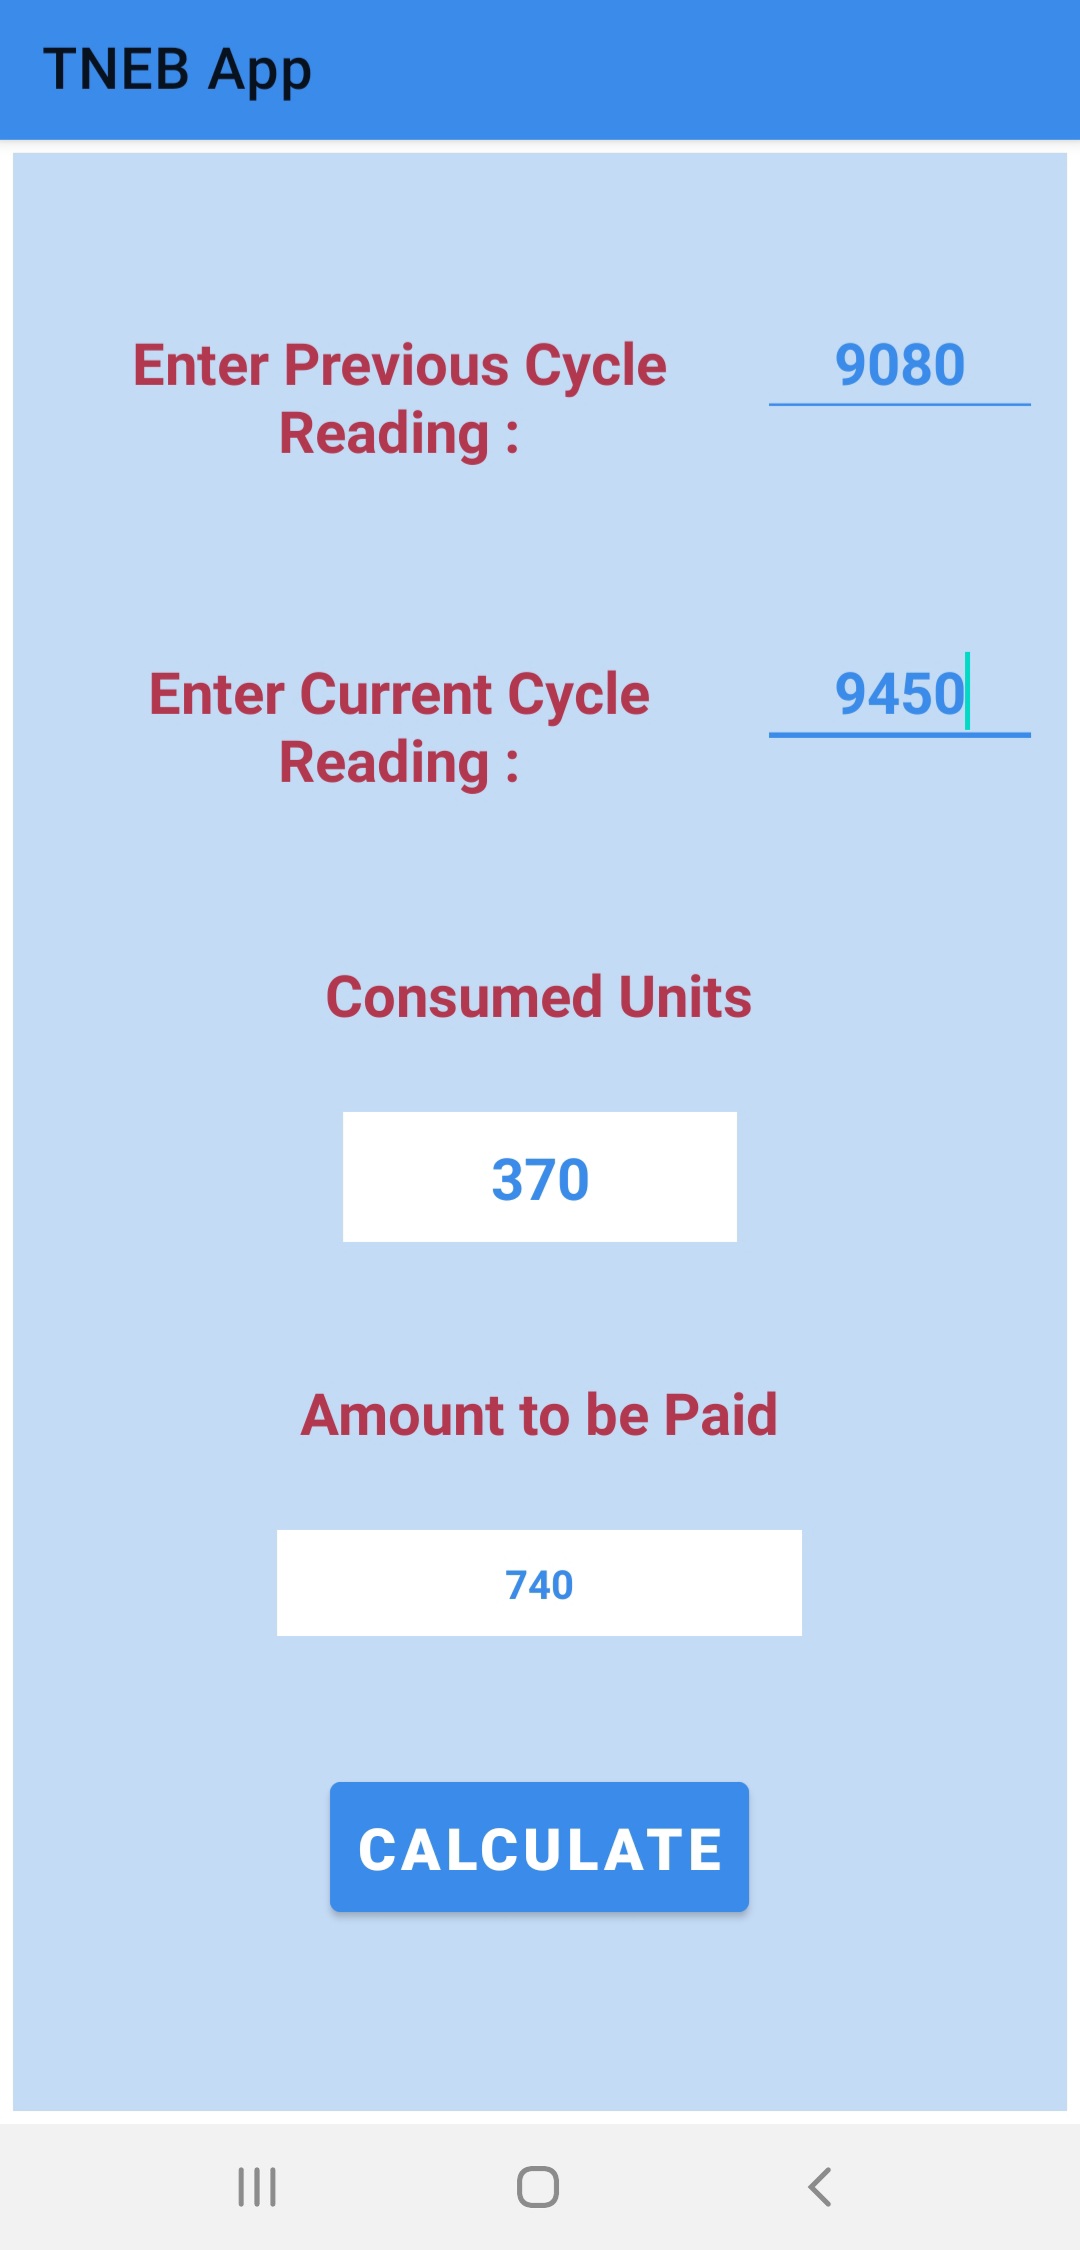 TNEB App
Enter Previous Cycle
Reading :
9080
Enter Current Cycle
Reading :
9450
Consumed Units
370
Amount to be Paid
740
CALCULATE